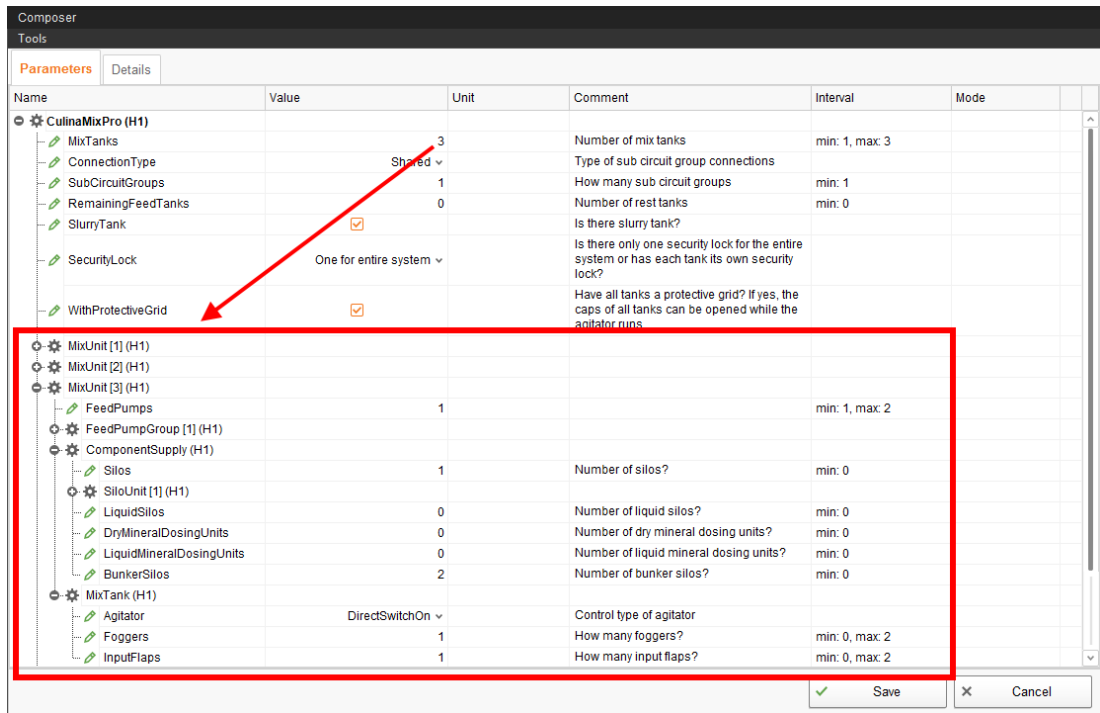 Composer
Tools
Parameters Details
Name Value Unit Comment Interval Mode
CulinaMixPro (H1)
MixTanks 3 Number of mix tanks min: 1, max: 3
ConnectionType Shared Type of sub circuit group connections
SubCircuitGroups 1 How many sub circuit groups min: 1
RemainingFeedTanks 0 Number of rest tanks min: 0
SlurryTank Is there slurry tank?
Is there only one security lock for the entire
SecurityLock One for entire system system or has each tank its own security
lock?
Have all tanks a protective grid? If yes, the
WithProtectiveGrid caps of all tanks can be opened while the
agitator runs
MixUnit [1] (H1)
MixUnit [2] (H1)
MixUnit [3] (H1)
FeedPumps 1 min: 1, max: 2
FeedPumpGroup [1] (H1)
ComponentSupply (H1)
Silos 1 Number of silos? min: 0
SiloUnit [1] (H1)
LiquidSilos 0 Number of liquid silos? min: 0
DryMineralDosingUnits 0 Number of dry mineral dosing units? min: 0
LiquidMineralDosingUnits 0 Number of liquid mineral dosing units? min: 0
BunkerSilos 2 Number of bunker silos? min: 0
MixTank (H1)
Agitator DirectSwitchOn Control type of agitator
Foggers 1 How many foggers? min: 0, max: 2
InputFlaps 1 How many input flaps? min: 0, max: 2
Save Cancel